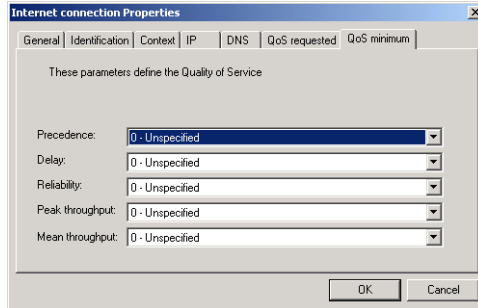 Internet connection Properties
General Identification Context IP DNS QoS requested QoS minimum
These parameters define the Quality of Service
Precedence: 0 - Unspecified
Delay: 0 - Unspecified
Reliability: 0 - Unspecified
Peak throughput: 0 - Unspecified
Mean throughput: 0 - Unspecified
OK Cancel